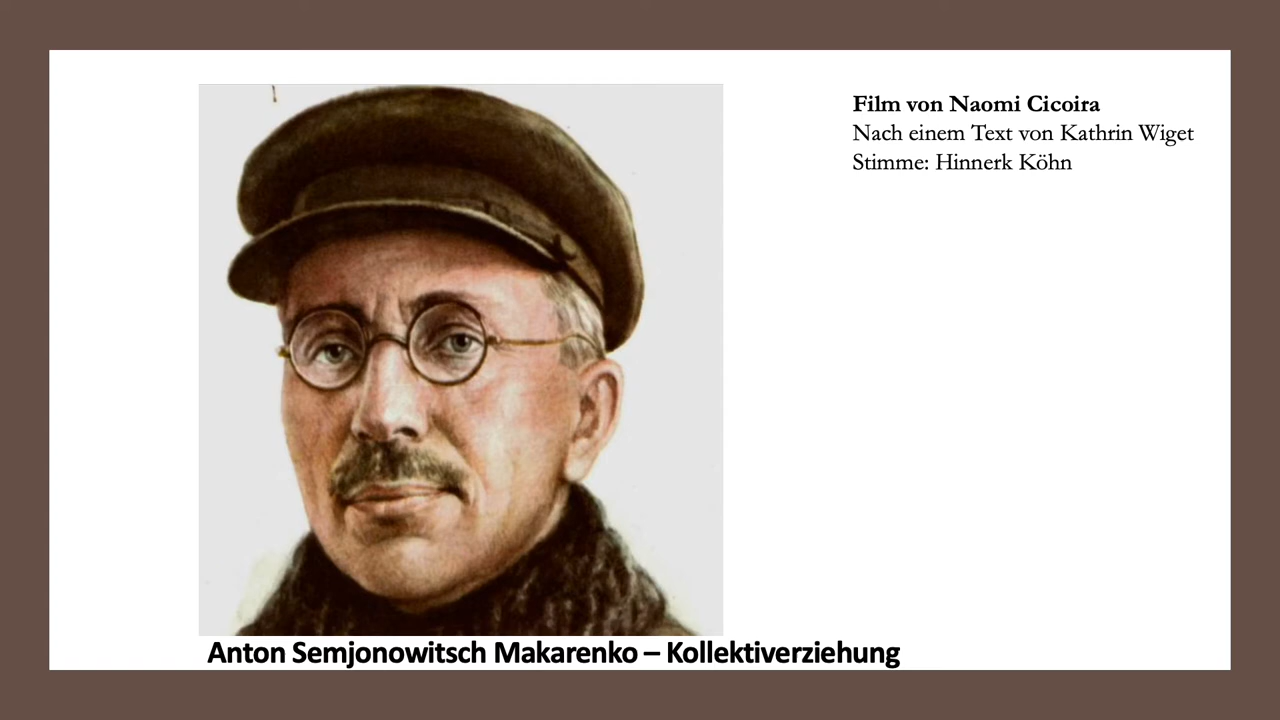 Film von Naomi Cicoira
Nach einem Text von Kathrin Wiget
Stimme: Hinnerk Köhn
Anton Semjonowitsch Makarenko – Kollektiverziehung